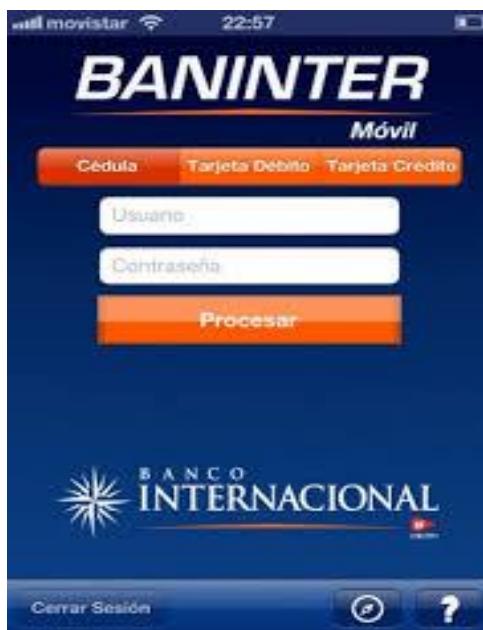 movistar 22:57
BANINTER
Móvil
Cédula Tarjeta Débito Tarjeta Crédito
Usuario
Contraseña
Procesar
BANCO
INTERNACIONAL
Cerrar Sesión ?